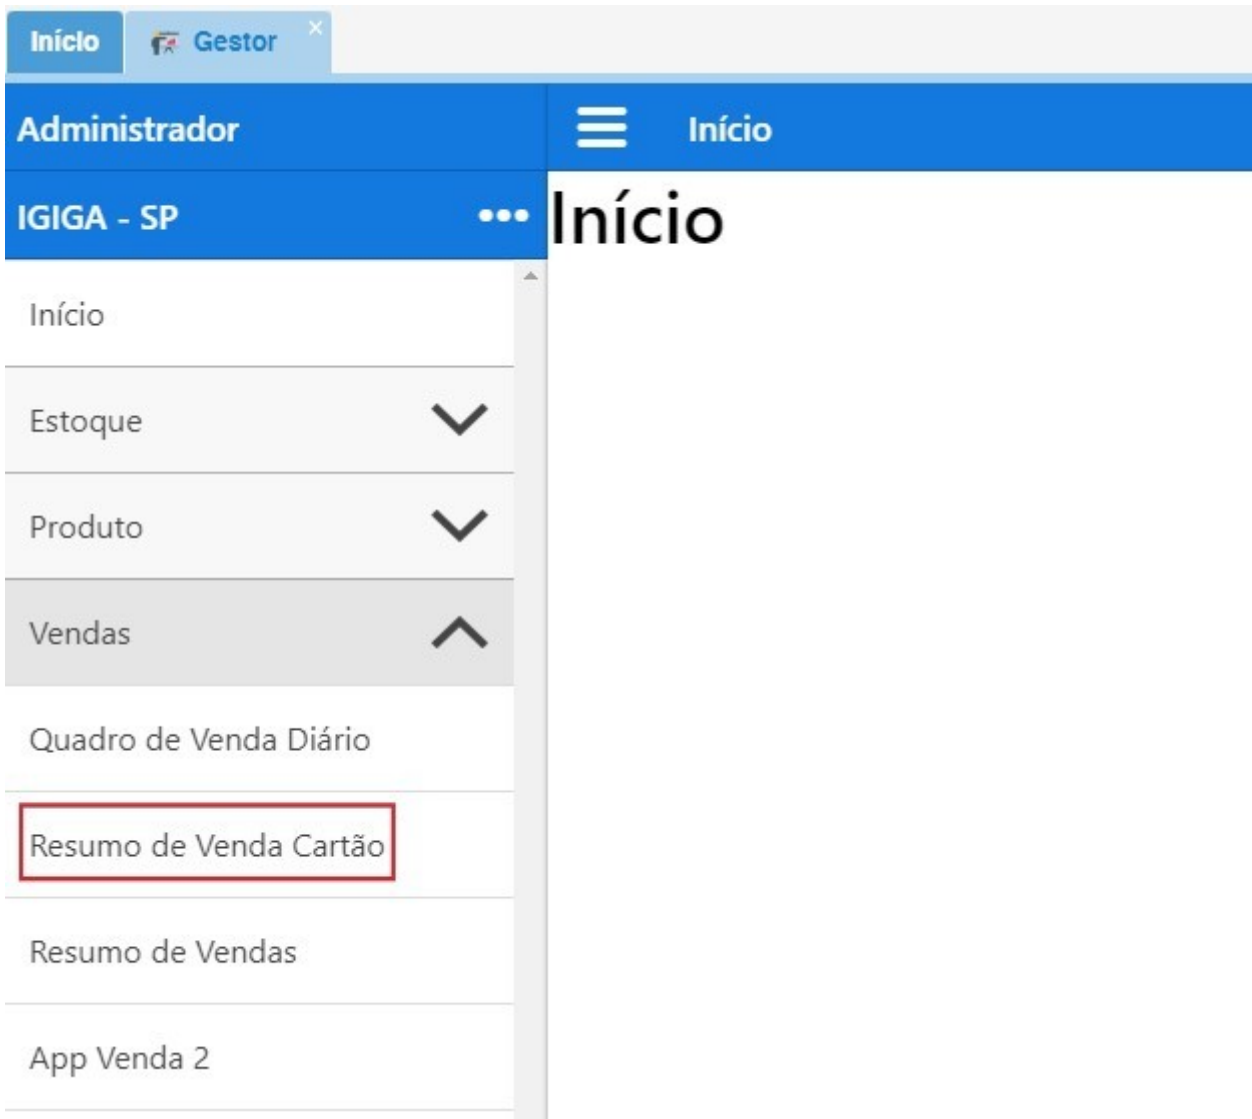 Início
Gestor
Administrador
Início
IGIGA - SP
Início
Início
Estoque
Produto
Vendas
Quadro de Venda Diário
Resumo de Venda Cartão
Resumo de Vendas
App Venda 2